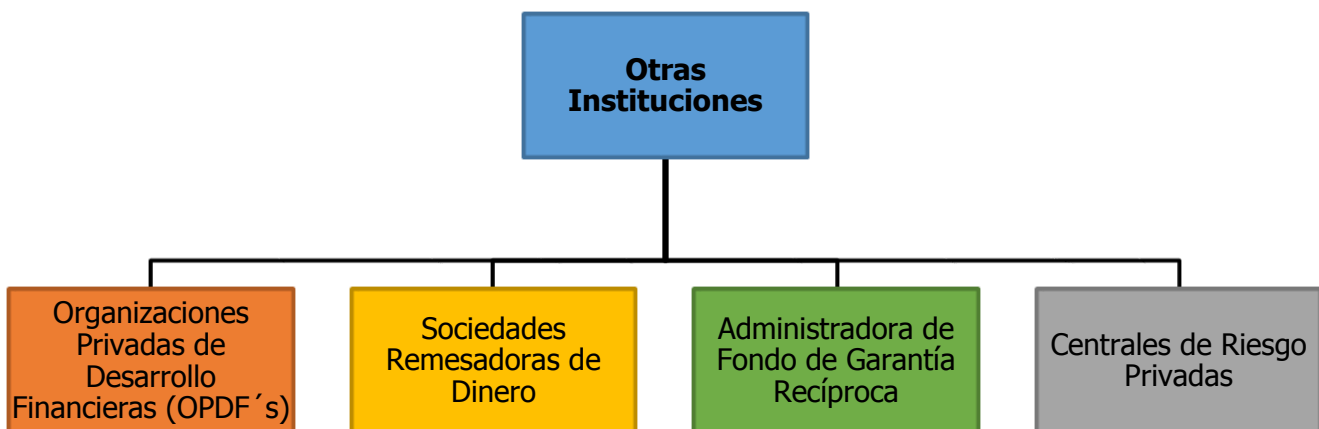 Otras
Instituciones
Organizaciones
Privadas de
Desarrollo
Financieras (OPDF´s)
Sociedades
Remesadoras de
Dinero
Administradora de
Fondo de Garantía
Recíproca
Centrales de Riesgo
Privadas